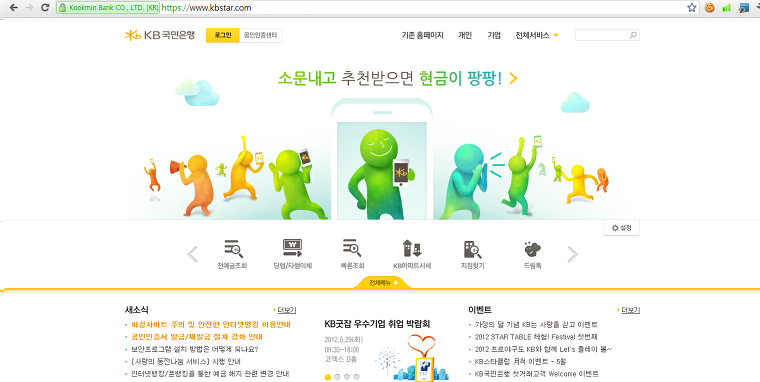 Kookmin Bank CO., LTD. [KR] https://www.kbstar.com
KB 국민은행 로그인 공인인증센터 기존 홈페이지 개인 기업 전체서비스
소문내고 추천받으면 현금이 팡팡!
설정
전예금조회 당행/타행이체 빠른조회 KB아파트시세 지점찾기 드림톡
전체메뉴
새소식 더보기
파싱사이트 주의 및 안전한 인터넷뱅킹 이용안내
공인인증서 발급/재발급 절차 강화 안내
보안프로그램 설치 방법은 어떻게 되나요?
[사랑의 동전나눔 서비스] 시행 안내
인터넷뱅킹/폰뱅킹을 통한 예금 해지 관련 변경 안내
KB굿잡 우수기업 취업 박람회
2012.5.29(화)
09:30~18:00
코엑스 B홀
이벤트 더보기
가정의 달 기념 KB는 사랑을 싣고 이벤트
2012 STAR TABLE 체험! Festival 첫번째
2012 프로야구도 KB와 함께 Let's 플레이 볼~
KB스타클럽 5월 이벤트 - 5월
KB국민은행 첫거래고객 Welcome 이벤트